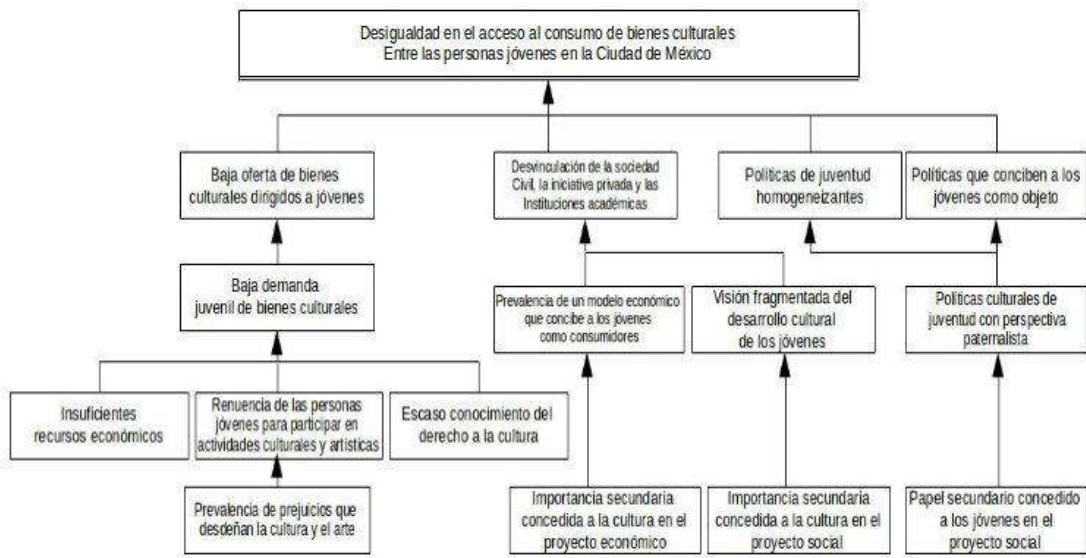 Desigualdad en el acceso al consumo de bienes culturales
Entre las personas jóvenes en la Ciudad de México
Baja oferta de bienes
culturales dirigidos a jóvenes
Desvinculación de la sociedad
Civil, la iniciativa privada y las
Instituciones académicas
Políticas de juventud
homogeneizantes
Políticas que conciben a los
jóvenes como objeto
Baja demanda
juvenil de bienes culturales
Prevalencia de un modelo económico
que concibe a los jóvenes
como consumidores
Visión fragmentada del
desarrollo cultural
de los jóvenes
Políticas culturales de
juventud con perspectiva
paternalista
Insuficientes
recursos económicos
Renuencia de las personas
jóvenes para participar en
actividades culturales y artísticas
Escaso conocimiento del
derecho a la cultura
Prevalencia de prejuicios que
desdeñan la cultura y el arte
Importancia secundaria
concedida a la cultura en el
proyecto económico
Importancia secundaria
concedida a la cultura en el
proyecto social
Papel secundario concedido
a los jóvenes en el
proyecto social